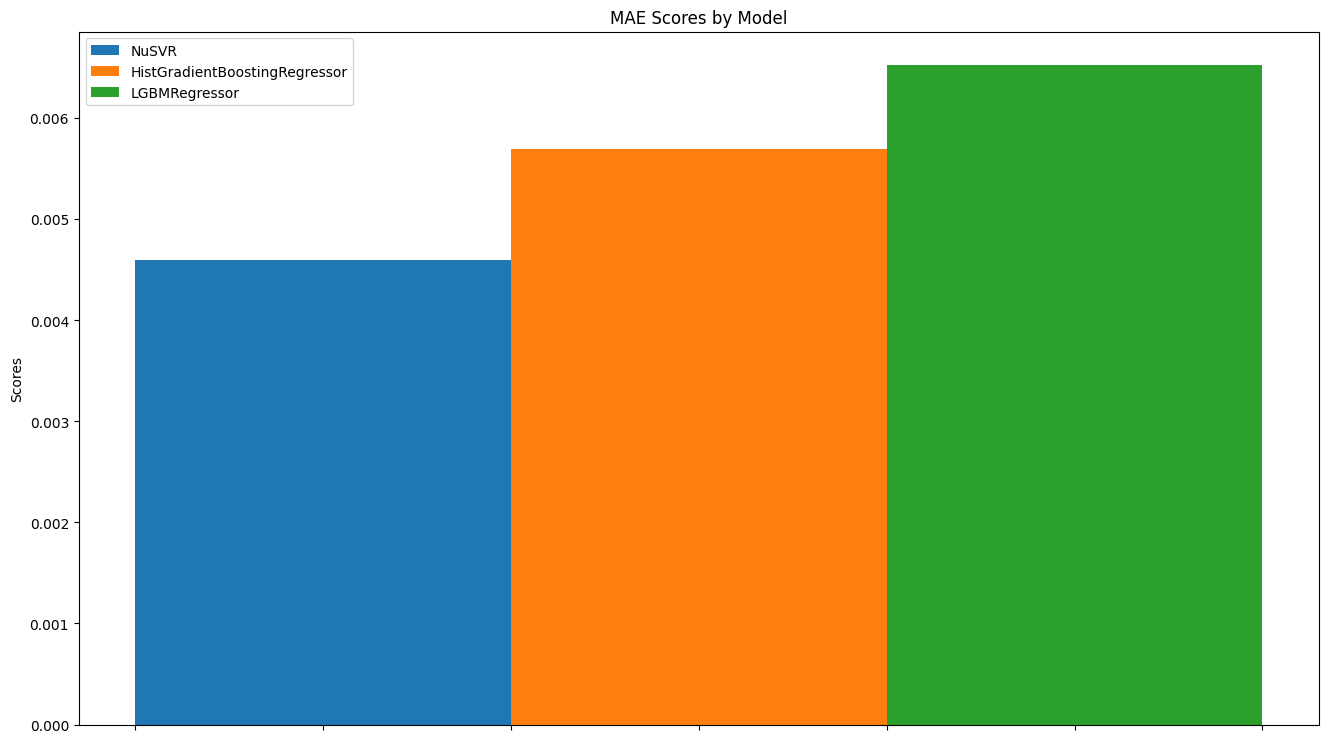 MAE Scores by Model
NuSVR
HistGradientBoostingRegressor
LGBMRegressor
0.006
0.005
0.004
0.003
0.002
0.001
0.000
Scores